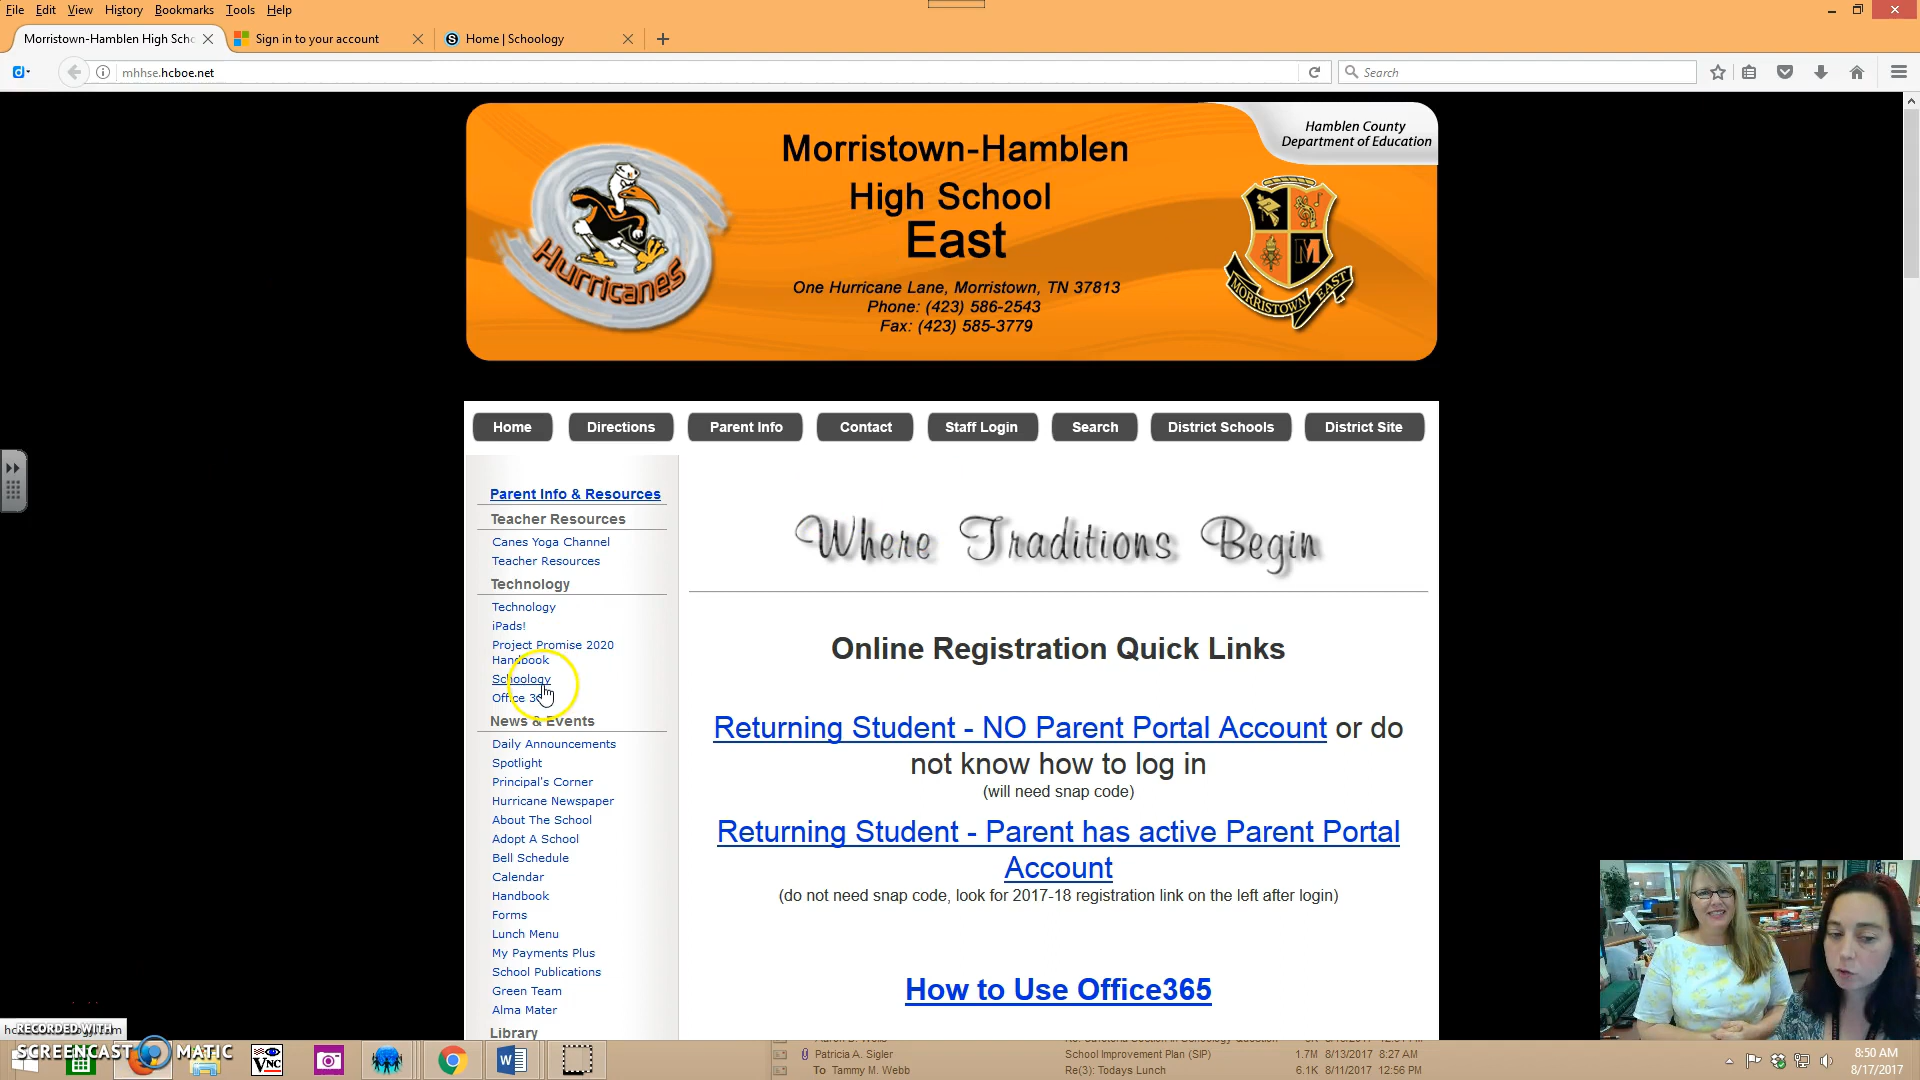 File Edit View History Bookmarks Tools Help
Morristown-Hamblen High Scho
Sign in to your account
Home | Schoology
mhhse.hcboe.net
Search
Hamblen County
Department of Education
Morristown-Hamblen
High School
East
One Hurricane Lane, Morristown, TN 37813
Phone: (423) 586-2543
Fax: (423) 585-3779
Hurricanes
M
MORRISTOWN EAST
Home Directions Parent Info Contact Staff Login Search District Schools District Site
Parent Info & Resources
Teacher Resources
Canes Yoga Channel
Teacher Resources
Technology
Technology
iPads!
Project Promise 2020
Handbook
Schoology
Office
News & Events
Daily Announcements
Spotlight
Principal's Corner
Hurricane Newspaper
About The School
Adopt A School
Bell Schedule
Calendar
Handbook
Forms
Lunch Menu
My Payments Plus
School Publications
Green Team
Alma Mater
Library
Where Traditions Begin
Online Registration Quick Links
Returning Student - NO Parent Portal Account or do
not know how to log in
(will need snap code)
Returning Student - Parent has active Parent Portal
Account
(do not need snap code, look for 2017-18 registration link on the left after login)
How to Use Office365
RECORDED WITH
SCREENCAST MATIC
VNC
Patricia A. Sigler School Improvement Plan (SIP) 1.7M 8/13/2017 8:27 AM
To Tammy M. Webb Re(3): Todays Lunch 6.1K 8/11/2017 12:56 PM
8:50 AM
8/17/2017